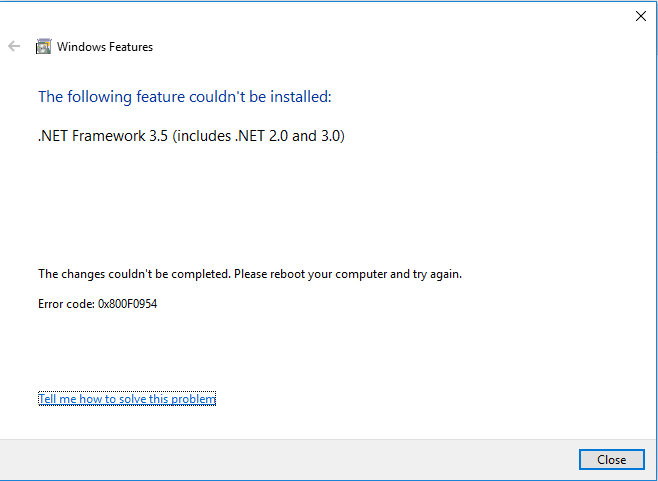 Windows Features
The following feature couldn't be installed:
.NET Framework 3.5 (includes .NET 2.0 and 3.0)
The changes couldn't be completed. Please reboot your computer and try again.
Error code: 0x800F0954
Tell me how to solve this problem
Close